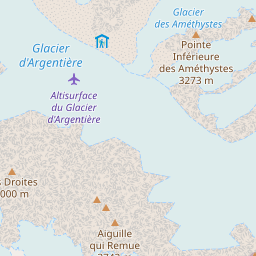 Glacier
des Améthystes
Pointe
Inférieure
des Améthystes
3273 m
Glacier
d'Argentière
Altisurface
du Glacier
d'Argentière
Droites
000 m
Aiguille
qui Remue